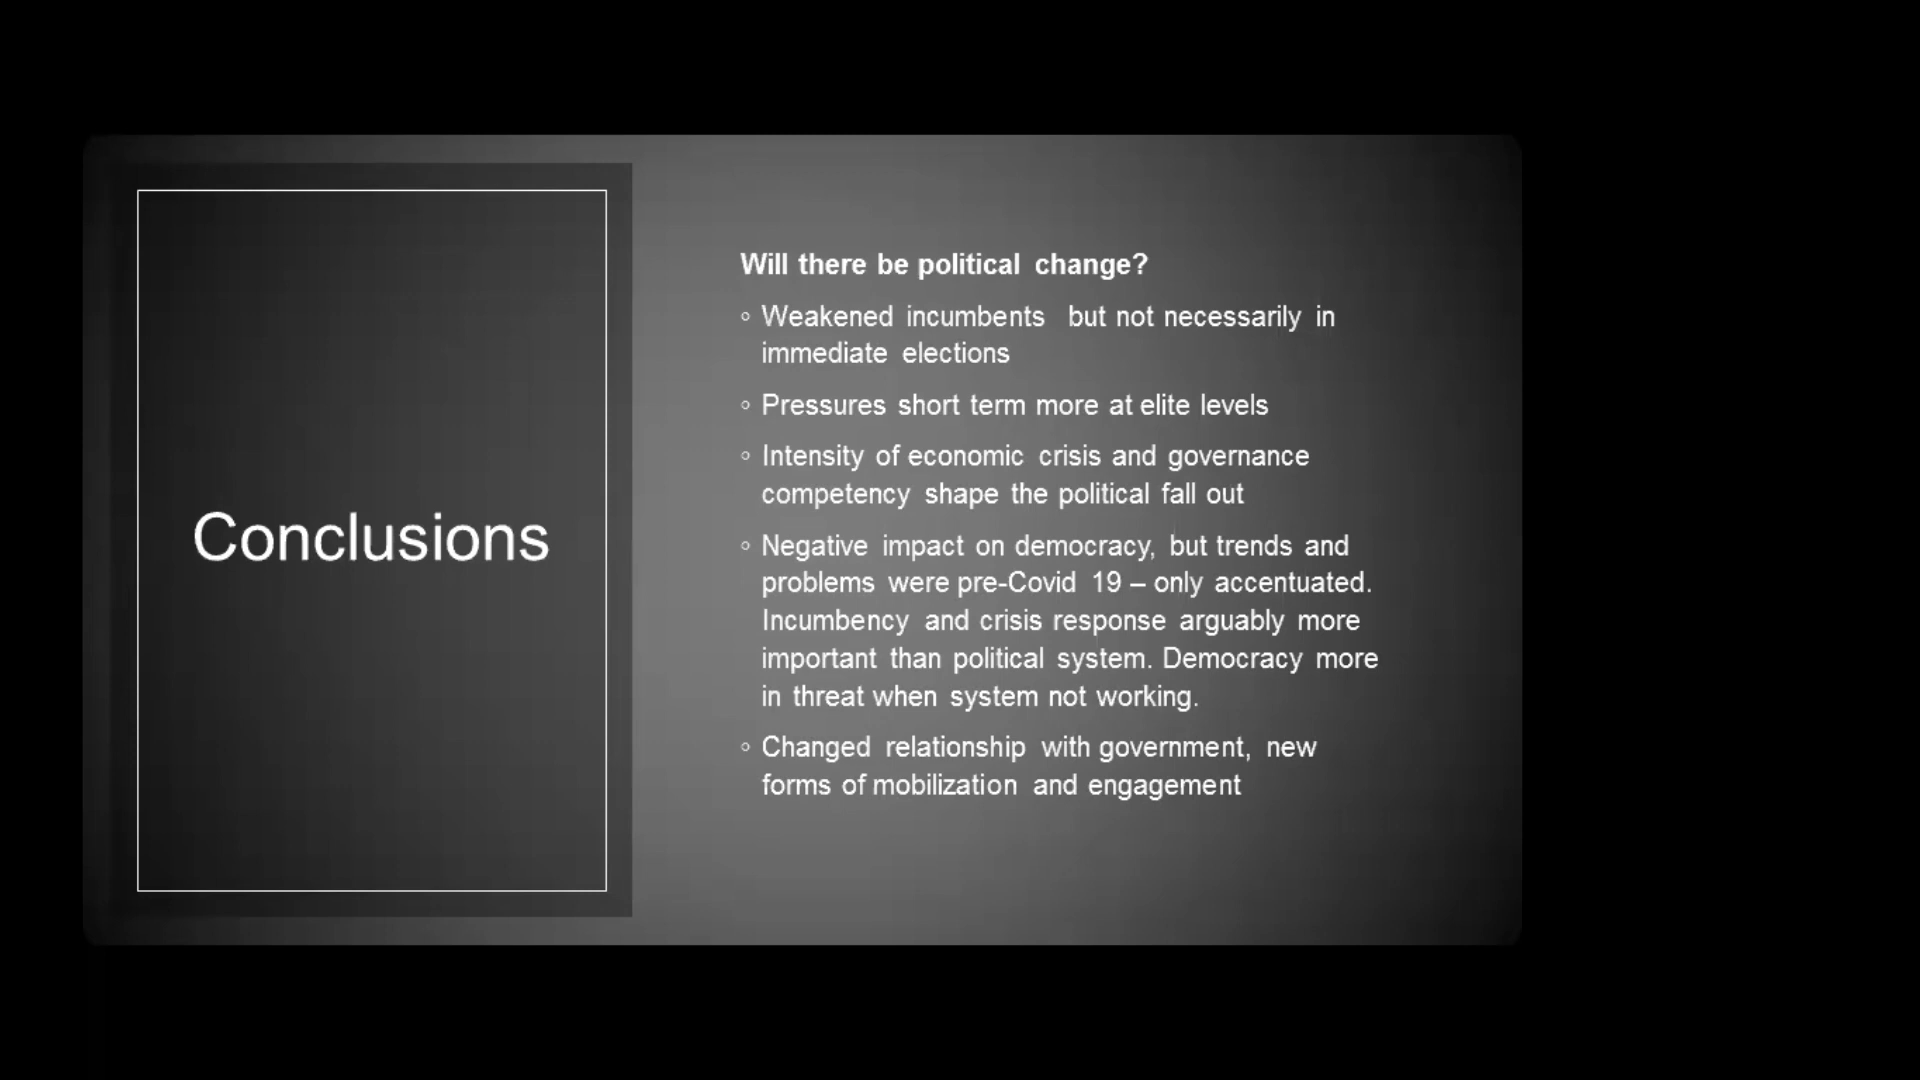 Conclusions
Will there be political change?
◦ Weakened incumbents but not necessarily in
immediate elections
◦ Pressures short term more at elite levels
◦ Intensity of economic crisis and governance
competency shape the political fall out
◦ Negative impact on democracy, but trends and
problems were pre-Covid 19 – only accentuated.
Incumbency and crisis response arguably more
important than political system. Democracy more
in threat when system not working.
◦ Changed relationship with government, new
forms of mobilization and engagement